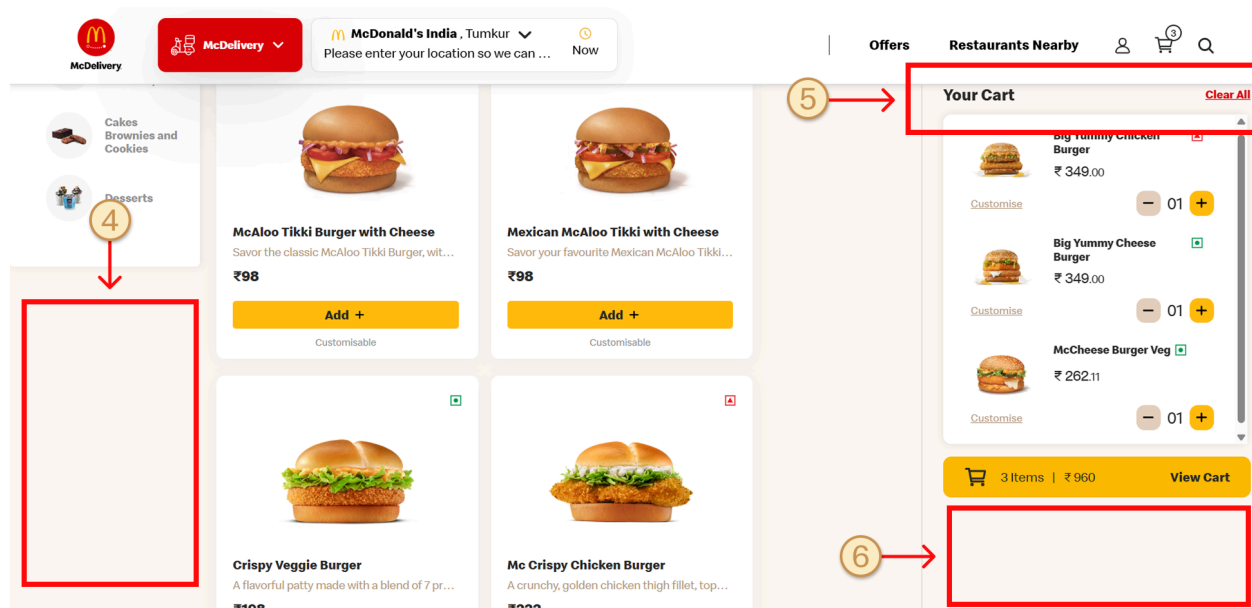 McDelivery
McDelivery
McDonald's India , Tumkur
Please enter your location so we can ...
Now
Offers
Restaurants Nearby
3
Cakes
Brownies and
Cookies
Desserts
4
McAloo Tikki Burger with Cheese
Savor the classic McAloo Tikki Burger, wit...
₹98
Add +
Customisable
Mexican McAloo Tikki with Cheese
Savor your favourite Mexican McAloo Tikki...
₹98
Add +
Customisable
Crispy Veggie Burger
A flavorful patty made with a blend of 7 pr...
₹198
Mc Crispy Chicken Burger
A crunchy, golden chicken thigh fillet, top...
5
Your Cart
Clear All
Big Yummy Chicken
Burger
₹ 349.00
Customise
− 01 +
Big Yummy Cheese
Burger
₹ 349.00
Customise
− 01 +
McCheese Burger Veg
₹ 262.11
Customise
− 01 +
3 Items | ₹ 960
View Cart
6